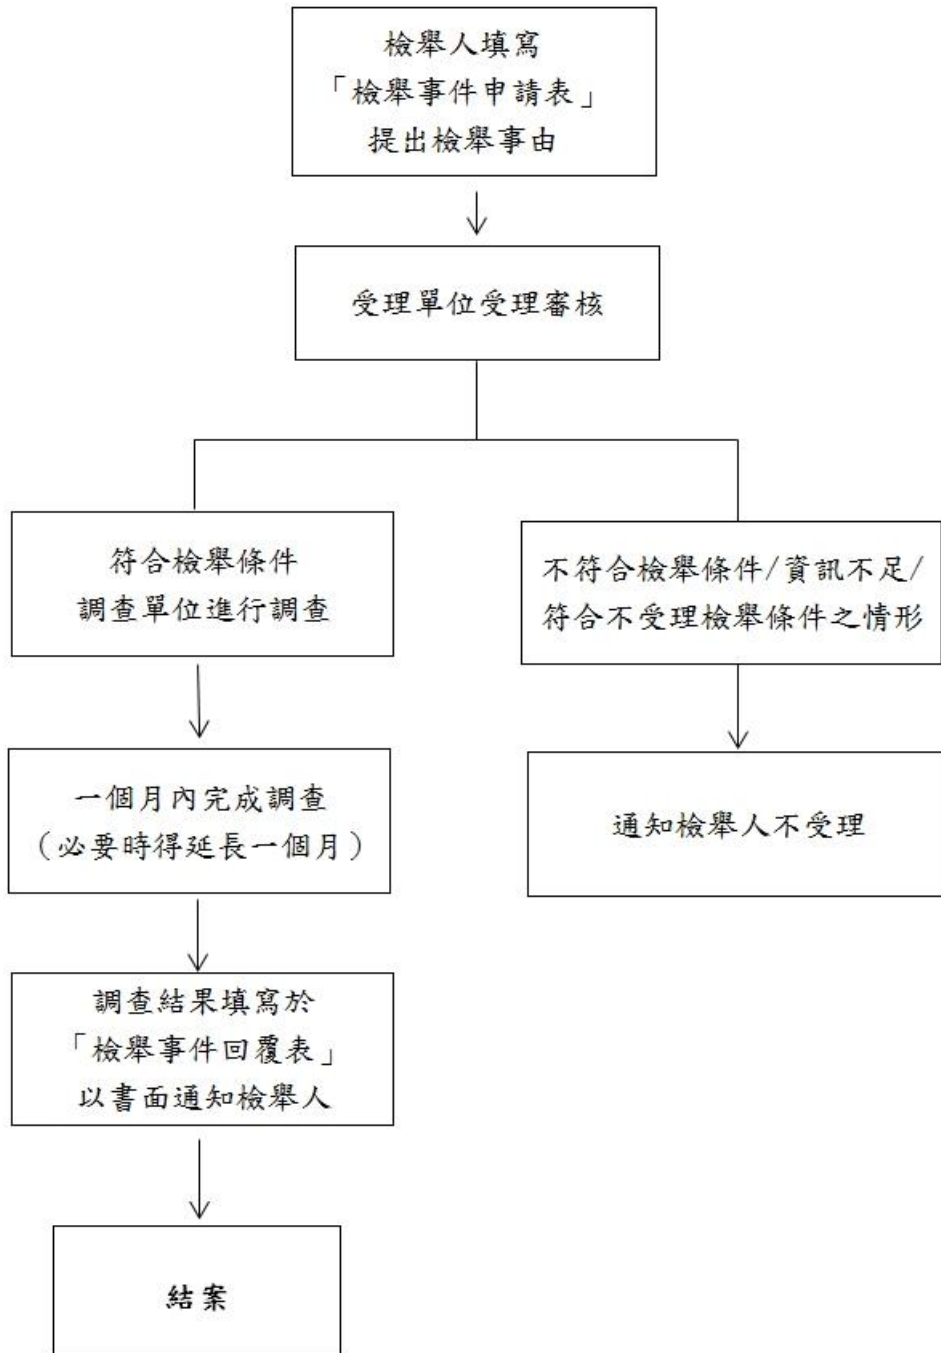 檢舉人填寫
「檢舉事件申請表」
提出檢舉事由
受理單位受理審核
符合檢舉條件
調查單位進行調查
不符合檢舉條件/資訊不足/
符合不受理檢舉條件之情形
一個月內完成調查
（必要時得延長一個月）
通知檢舉人不受理
調查結果填寫於
「檢舉事件回覆表」
以書面通知檢舉人
結案